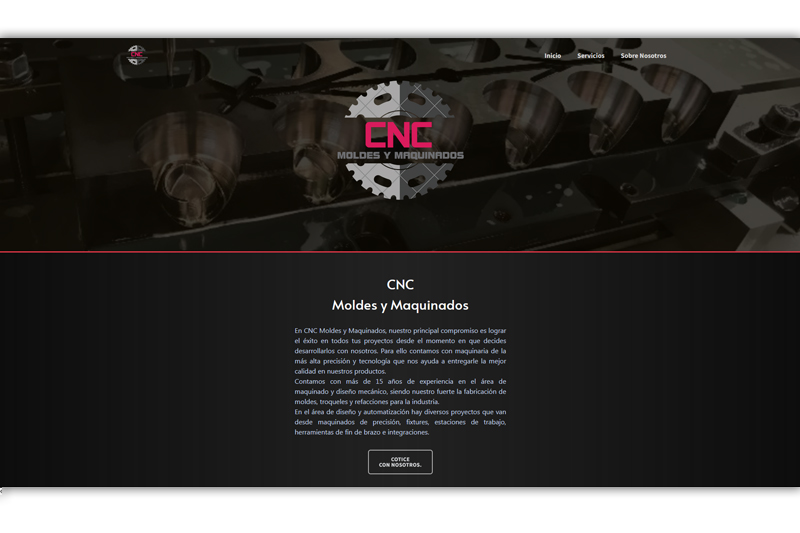 CNC
Inicio Servicios Sobre Nosotros
CNC
MOLDES Y MAQUINADOS
CNC
Moldes y Maquinados
En CNC Moldes y Maquinados, nuestro principal compromiso es lograr
el éxito en todos tus proyectos desde el momento en que decides
desarrollarlos con nosotros. Para ello contamos con maquinaria de la
más alta precisión y tecnología que nos ayuda a entregarle la mejor
calidad en nuestros productos.
Contamos con más de 15 años de experiencia en el área de
maquinado y diseño mecánico, siendo nuestro fuerte la fabricación de
moldes, troqueles y refacciones para la industria.
En el área de diseño y automatización hay diversos proyectos que van
desde maquinados de precisión, fixtures, estaciones de trabajo,
herramientas de fin de brazo e integraciones.
COTICE
CON NOSOTROS.